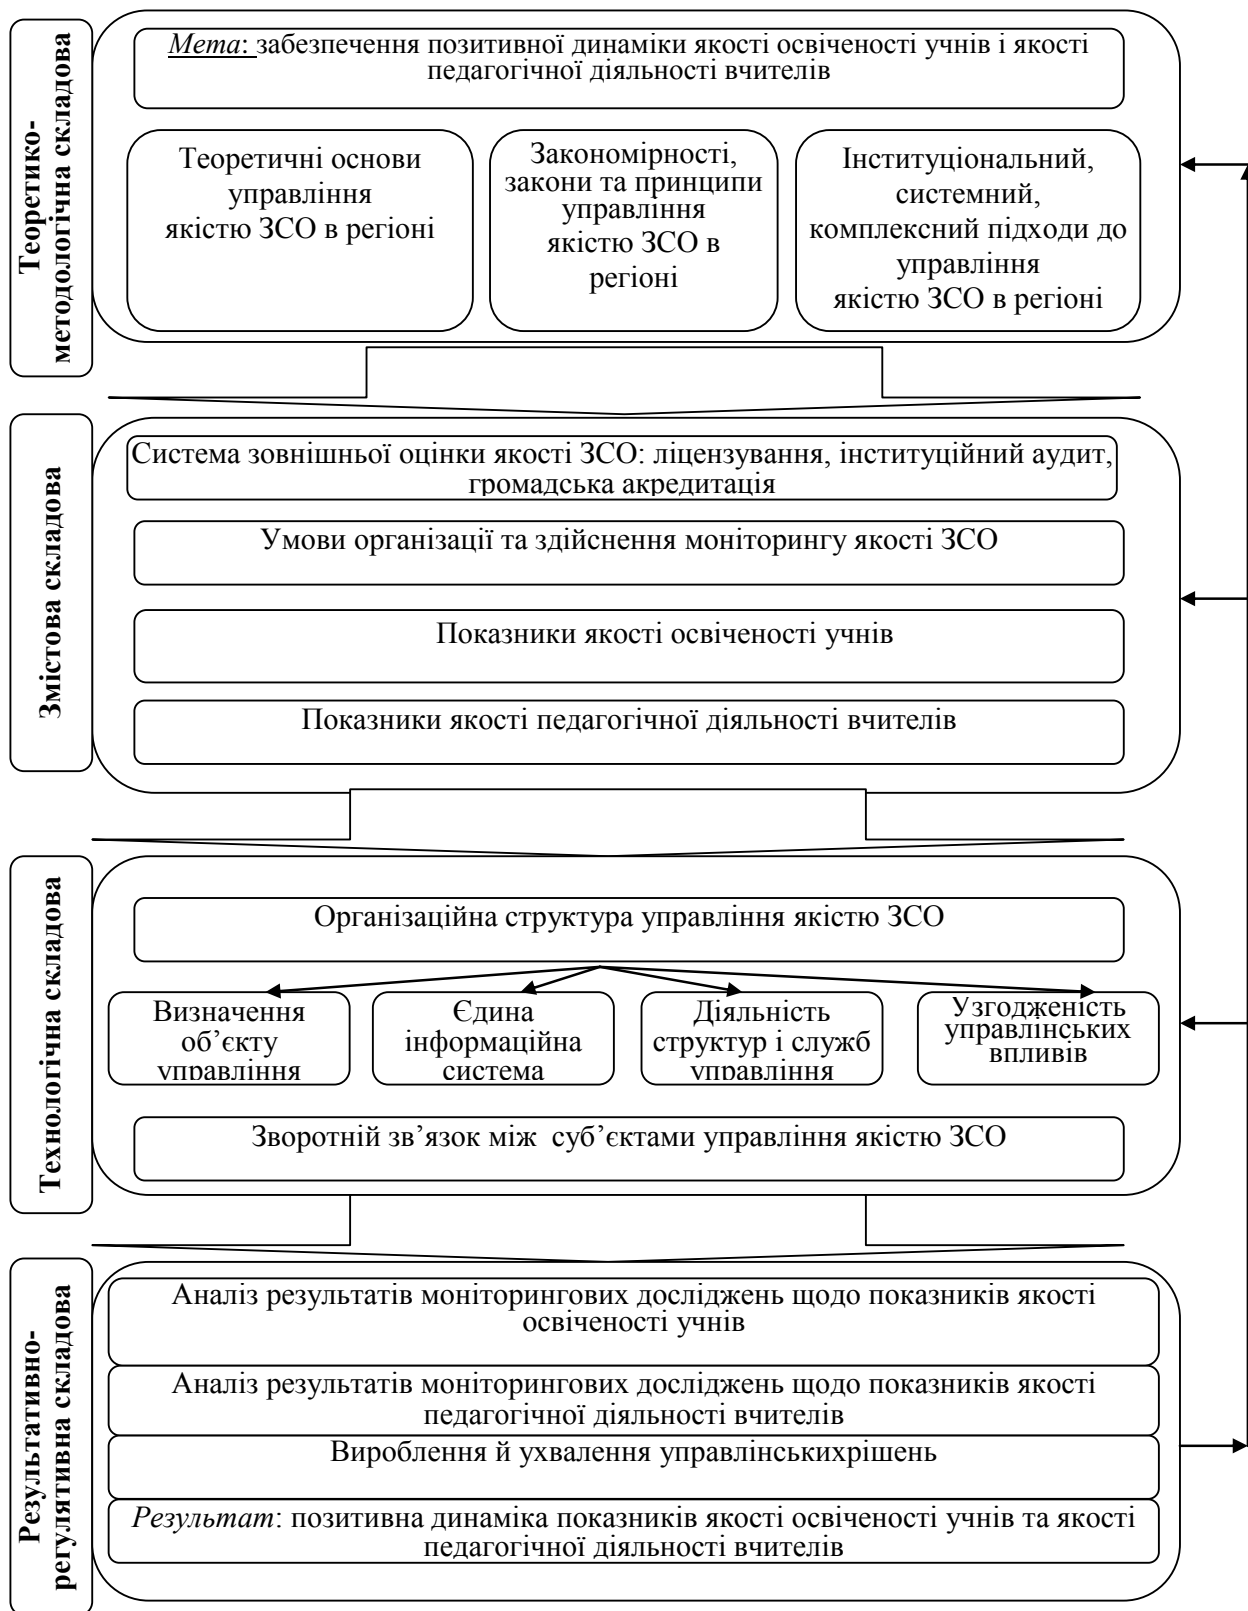 Теоретико-
методологічна складова
Мета: забезпечення позитивної динаміки якості освіченості учнів і якості
педагогічної діяльності вчителів
Теоретичні основи
управління
якістю ЗСО в регіоні
Закономірності,
закони та принципи
управління
якістю ЗСО в
регіоні
Інституціональний,
системний,
комплексний підходи до
управління
якістю ЗСО в регіоні
Змістова складова
Система зовнішньої оцінки якості ЗСО: ліцензування, інституційний аудит,
громадська акредитація
Умови організації та здійснення моніторингу якості ЗСО
Показники якості освіченості учнів
Показники якості педагогічної діяльності вчителів
Технологічна складова
Організаційна структура управління якістю ЗСО
Визначення
об’єкту
управління
Єдина
інформаційна
система
Діяльність
структур і служб
управління
Узгодженість
управлінських
впливів
Зворотній зв’язок між  суб’єктами управління якістю ЗСО
Результативно-
регулятивна складова
Аналіз результатів моніторингових досліджень щодо показників якості
освіченості учнів
Аналіз результатів моніторингових досліджень щодо показників якості
педагогічної діяльності вчителів
Вироблення й ухвалення управлінськихрішень
Результат: позитивна динаміка показників якості освіченості учнів та якості
педагогічної діяльності вчителів